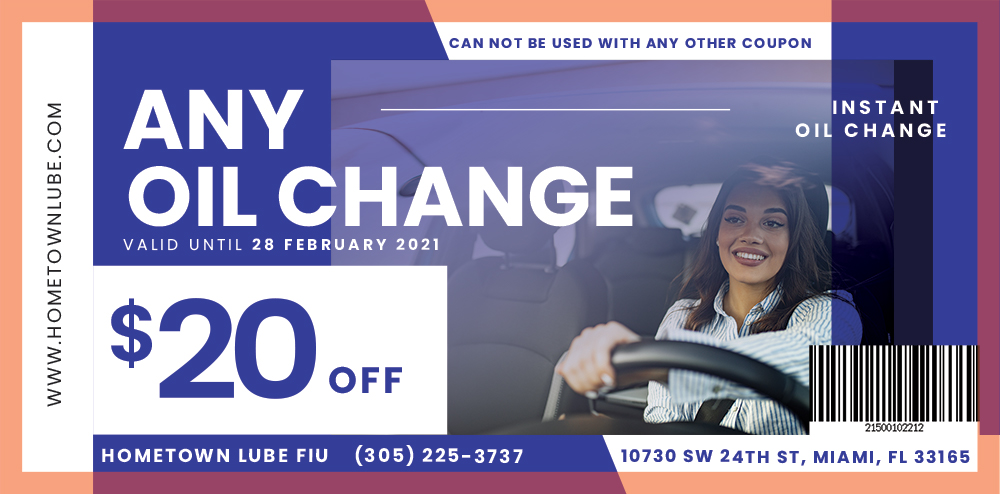 CAN NOT BE USED WITH ANY OTHER COUPON
ANY
OIL CHANGE
VALID UNTIL 28 FEBRUARY 2021
INSTANT
OIL CHANGE
$20 OFF
WWW.HOMETOWNLUBE.COM
21500102212
HOMETOWN LUBE FIU (305) 225-3737
10730 SW 24TH ST, MIAMI, FL 33165